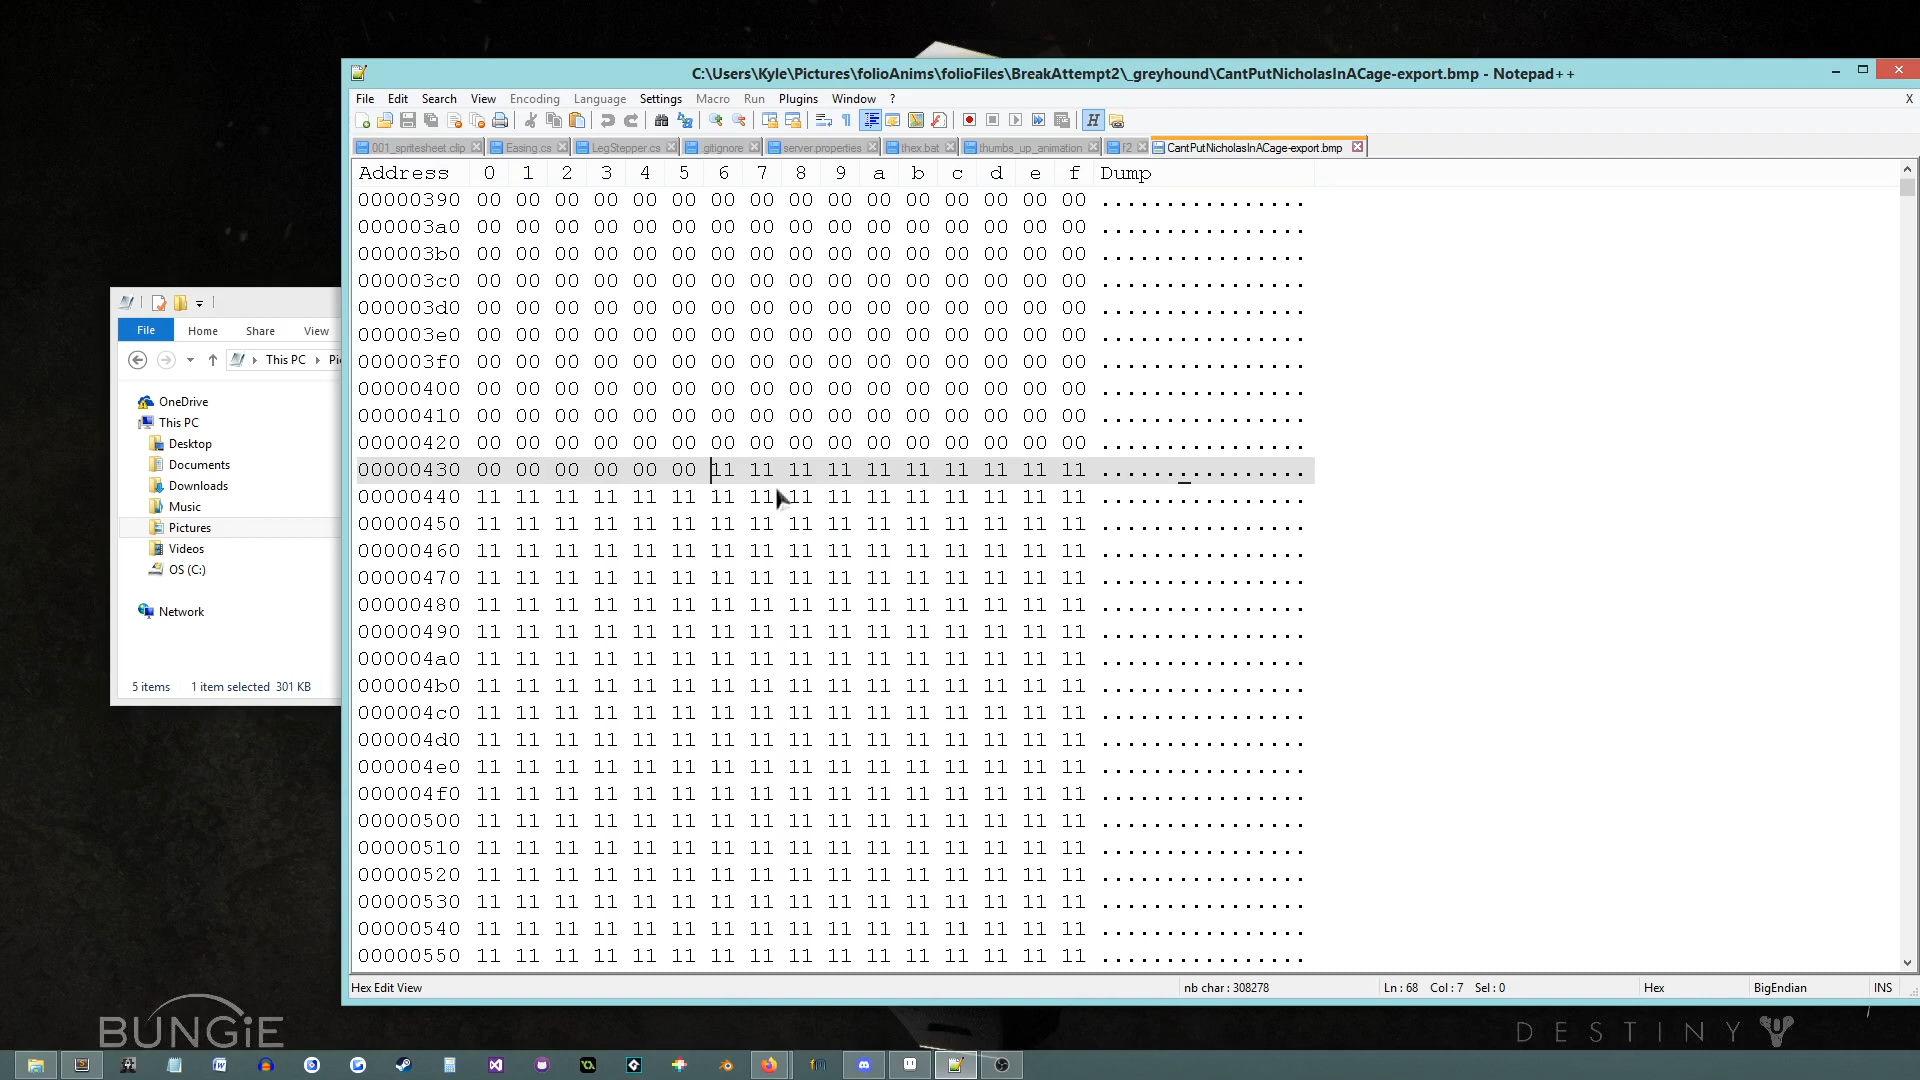 C:\Users\Kyle\Pictures\folioAnims\folioFiles\BreakAttempt2\_greyhound\CantPutNicholasInACage-export.bmp - Notepad++
File Edit Search View Encoding Language Settings Macro Run Plugins Window ? X
001_spritesheet.clip Easing.cs LegStepper.cs .gitignore server.properties thex.bat thumbs_up_animation f2 CantPutNicholasInACage-export.bmp
Address 0 1 2 3 4 5 6 7 8 9 a b c d e f Dump
00000390 00 00 00 00 00 00 00 00 00 00 00 00 00 00 00 00 ................
000003a0 00 00 00 00 00 00 00 00 00 00 00 00 00 00 00 00 ................
000003b0 00 00 00 00 00 00 00 00 00 00 00 00 00 00 00 00 ................
000003c0 00 00 00 00 00 00 00 00 00 00 00 00 00 00 00 00 ................
000003d0 00 00 00 00 00 00 00 00 00 00 00 00 00 00 00 00 ................
000003e0 00 00 00 00 00 00 00 00 00 00 00 00 00 00 00 00 ................
000003f0 00 00 00 00 00 00 00 00 00 00 00 00 00 00 00 00 ................
00000400 00 00 00 00 00 00 00 00 00 00 00 00 00 00 00 00 ................
00000410 00 00 00 00 00 00 00 00 00 00 00 00 00 00 00 00 ................
00000420 00 00 00 00 00 00 00 00 00 00 00 00 00 00 00 00 ................
00000430 00 00 00 00 00 00 11 11 11 11 11 11 11 11 11 11 ................
00000440 11 11 11 11 11 11 11 11 11 11 11 11 11 11 11 11 ................
00000450 11 11 11 11 11 11 11 11 11 11 11 11 11 11 11 11 ................
00000460 11 11 11 11 11 11 11 11 11 11 11 11 11 11 11 11 ................
00000470 11 11 11 11 11 11 11 11 11 11 11 11 11 11 11 11 ................
00000480 11 11 11 11 11 11 11 11 11 11 11 11 11 11 11 11 ................
00000490 11 11 11 11 11 11 11 11 11 11 11 11 11 11 11 11 ................
000004a0 11 11 11 11 11 11 11 11 11 11 11 11 11 11 11 11 ................
000004b0 11 11 11 11 11 11 11 11 11 11 11 11 11 11 11 11 ................
000004c0 11 11 11 11 11 11 11 11 11 11 11 11 11 11 11 11 ................
000004d0 11 11 11 11 11 11 11 11 11 11 11 11 11 11 11 11 ................
000004e0 11 11 11 11 11 11 11 11 11 11 11 11 11 11 11 11 ................
000004f0 11 11 11 11 11 11 11 11 11 11 11 11 11 11 11 11 ................
00000500 11 11 11 11 11 11 11 11 11 11 11 11 11 11 11 11 ................
00000510 11 11 11 11 11 11 11 11 11 11 11 11 11 11 11 11 ................
00000520 11 11 11 11 11 11 11 11 11 11 11 11 11 11 11 11 ................
00000530 11 11 11 11 11 11 11 11 11 11 11 11 11 11 11 11 ................
00000540 11 11 11 11 11 11 11 11 11 11 11 11 11 11 11 11 ................
00000550 11 11 11 11 11 11 11 11 11 11 11 11 11 11 11 11 ................
Hex Edit View nb char : 308278 Ln : 68 Col : 7 Sel : 0 Hex BigEndian INS
File Home Share View
This PC
OneDrive
This PC
Desktop
Documents
Downloads
Music
Pictures
Videos
OS (C:)
Network
5 items 1 item selected 301 KB
BUNGiE
DESTINY